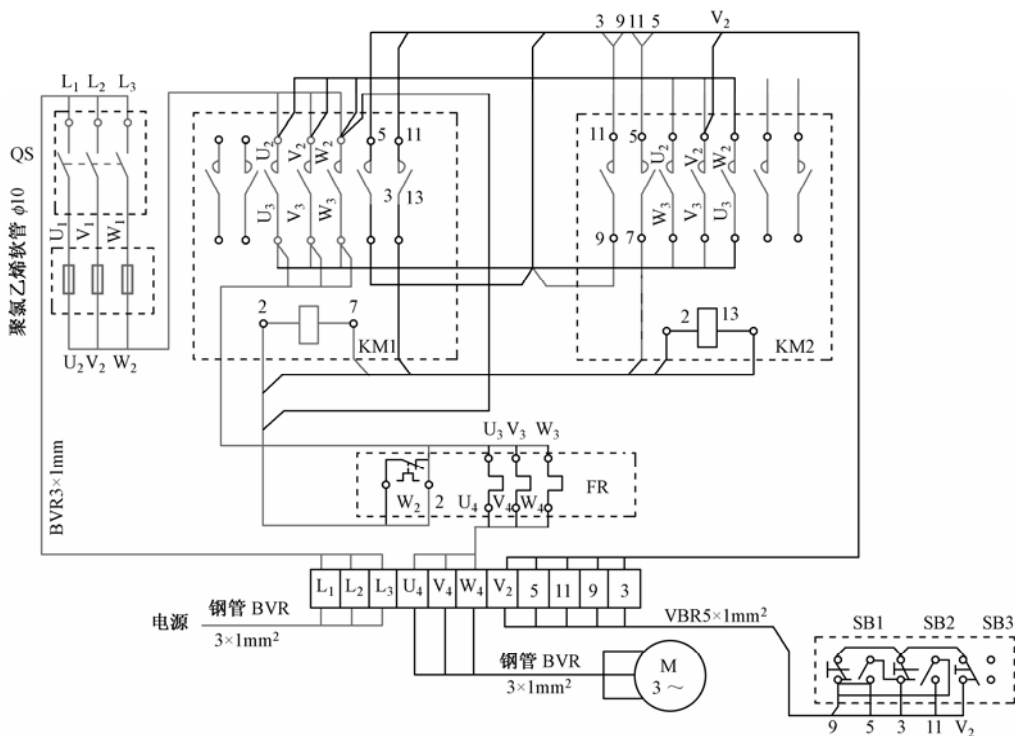 3 9 11 5 V₂
L₁ L₂ L₃
QS
聚氯乙烯软管 ϕ10
U₁ V₁ W₁
U₂ V₂ W₂
BVR3×1mm
U₂ V₂ W₂ 5 11
3 13
U₃ V₃ W₃
2 7
KM1
11 5 U₂ V₂ W₂
W₃ V₃ U₃
9 7
2 13
KM2
U₃ V₃ W₃
W₂ 2 U₄ V₄ W₄ FR
L₁ L₂ L₃ U₄ V₄ W₄ V₂ 5 11 9 3
电源
钢管 BVR
3×1mm²
钢管 BVR
3×1mm²
M
3 ~
VBR5×1mm²
SB1 SB2 SB3
9 5 3 11 V₂